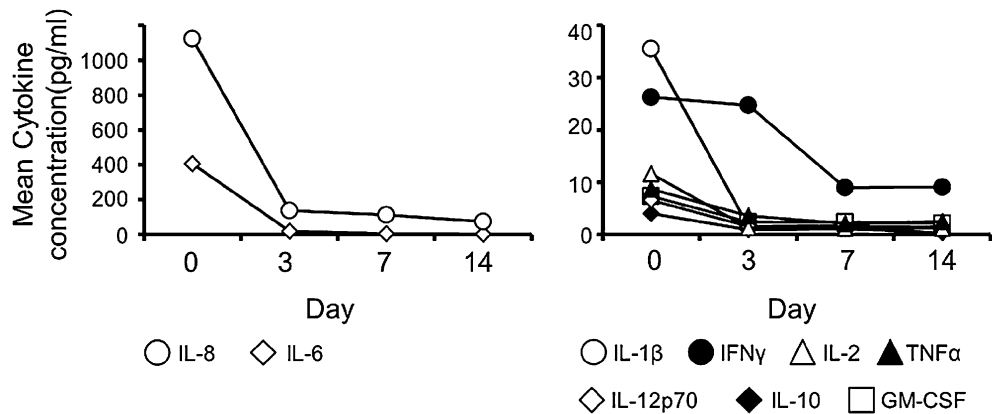 Mean Cytokine
concentration(pg/ml)
1000
800
600
400
200
0
0 3 7 14
Day
IL-8 IL-6
40
30
20
10
0
0 3 7 14
Day
IL-1β IFNγ IL-2 TNFα
IL-12p70 IL-10 GM-CSF